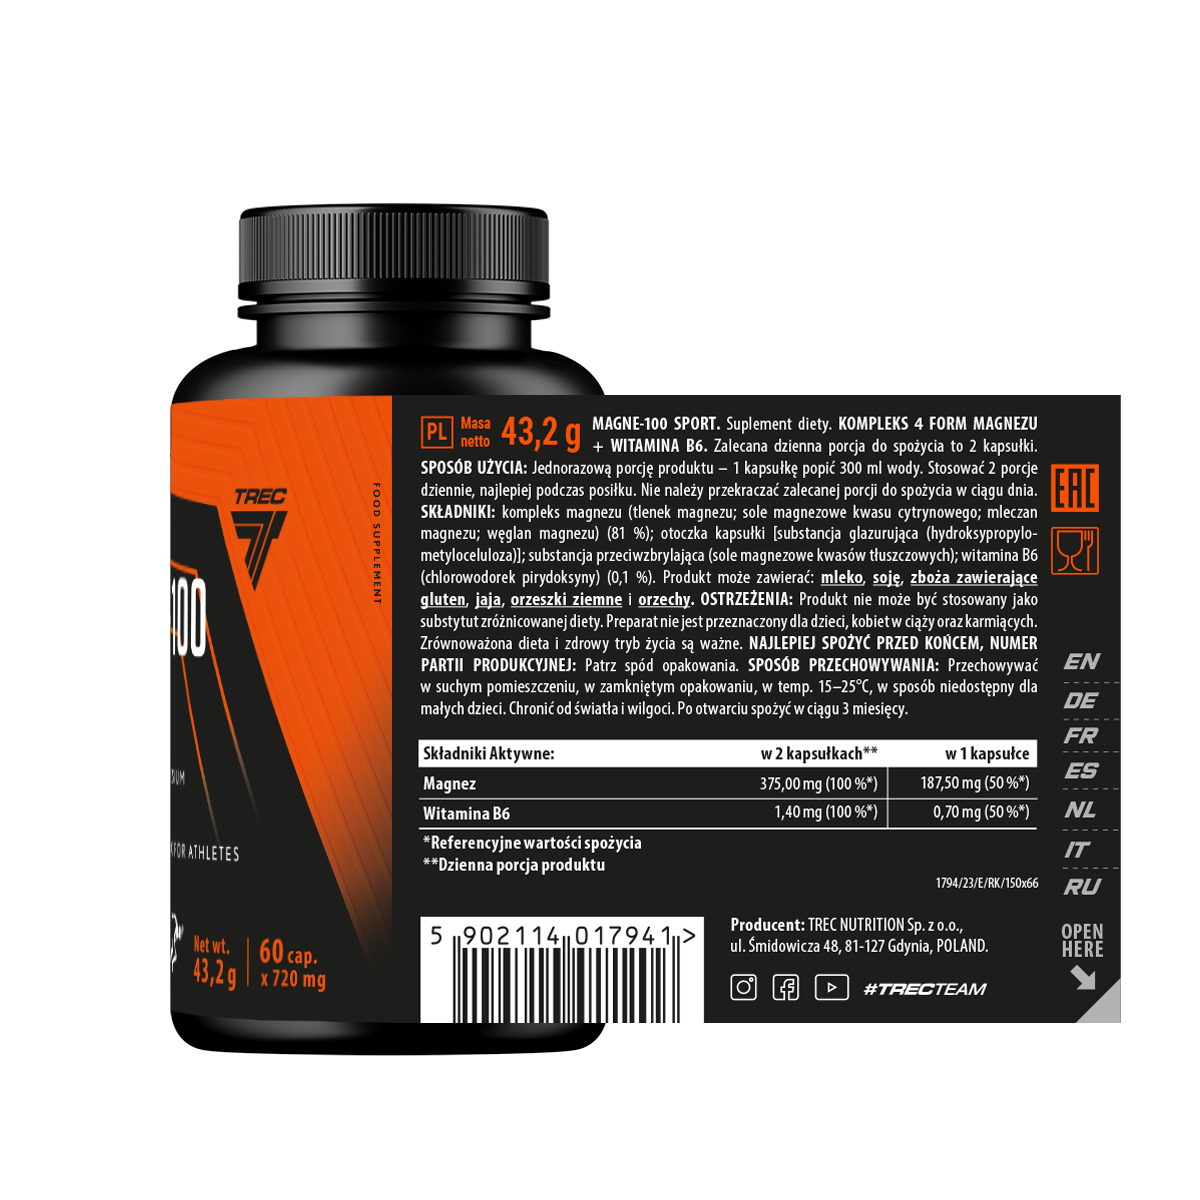 TREC
FOOD SUPPLEMENT
100
FOR ATHLETES
Net wt.
43,2 g
60 cap.
x 720 mg
PL
Masa
netto
43,2 g
MAGNE-100 SPORT. Suplement diety. KOMPLEKS 4 FORM MAGNEZU
+ WITAMINA B6. Zalecana dzienna porcja do spożycia to 2 kapsułki.
SPOSÓB UŻYCIA: Jednorazową porcję produktu – 1 kapsułkę popić 300 ml wody. Stosować 2 porcje
dziennie, najlepiej podczas posiłku. Nie należy przekraczać zalecanej porcji do spożycia w ciągu dnia.
SKŁADNIKI: kompleks magnezu (tlenek magnezu; sole magnezowe kwasu cytrynowego; mleczan
magnezu; węglan magnezu) (81 %); otoczka kapsułki [substancja glazurująca (hydroksypropylo-
metyloceluloza)]; substancja przeciwzbrylająca (sole magnezowe kwasów tłuszczowych); witamina B6
(chlorowodorek pirydoksyny) (0,1 %). Produkt może zawierać: mleko, soję, zboża zawierające
gluten, jaja, orzeszki ziemne i orzechy. OSTRZEŻENIA: Produkt nie może być stosowany jako
substytut zróżnicowanej diety. Preparat nie jest przeznaczony dla dzieci, kobiet w ciąży oraz karmiących.
Zrównoważona dieta i zdrowy tryb życia są ważne. NAJLEPIEJ SPOŻYĆ PRZED KOŃCEM, NUMER
PARTII PRODUKCYJNEJ: Patrz spód opakowania. SPOSÓB PRZECHOWYWANIA: Przechowywać
w suchym pomieszczeniu, w zamkniętym opakowaniu, w temp. 15–25°C, w sposób niedostępny dla
małych dzieci. Chronić od światła i wilgoci. Po otwarciu spożyć w ciągu 3 miesięcy.
Składniki Aktywne: w 2 kapsułkach** w 1 kapsułce
Magnez 375,00 mg (100 %*) 187,50 mg (50 %*)
Witamina B6 1,40 mg (100 %*) 0,70 mg (50 %*)
*Referencyjne wartości spożycia
**Dzienna porcja produktu
1794/23/E/RK/150x66
5 902114 017941 >
Producent: TREC NUTRITION Sp. z o.o.,
ul. Śmidowicza 48, 81-127 Gdynia, POLAND.
#TRECTEAM
EAC
EN
DE
FR
ES
NL
IT
RU
OPEN
HERE